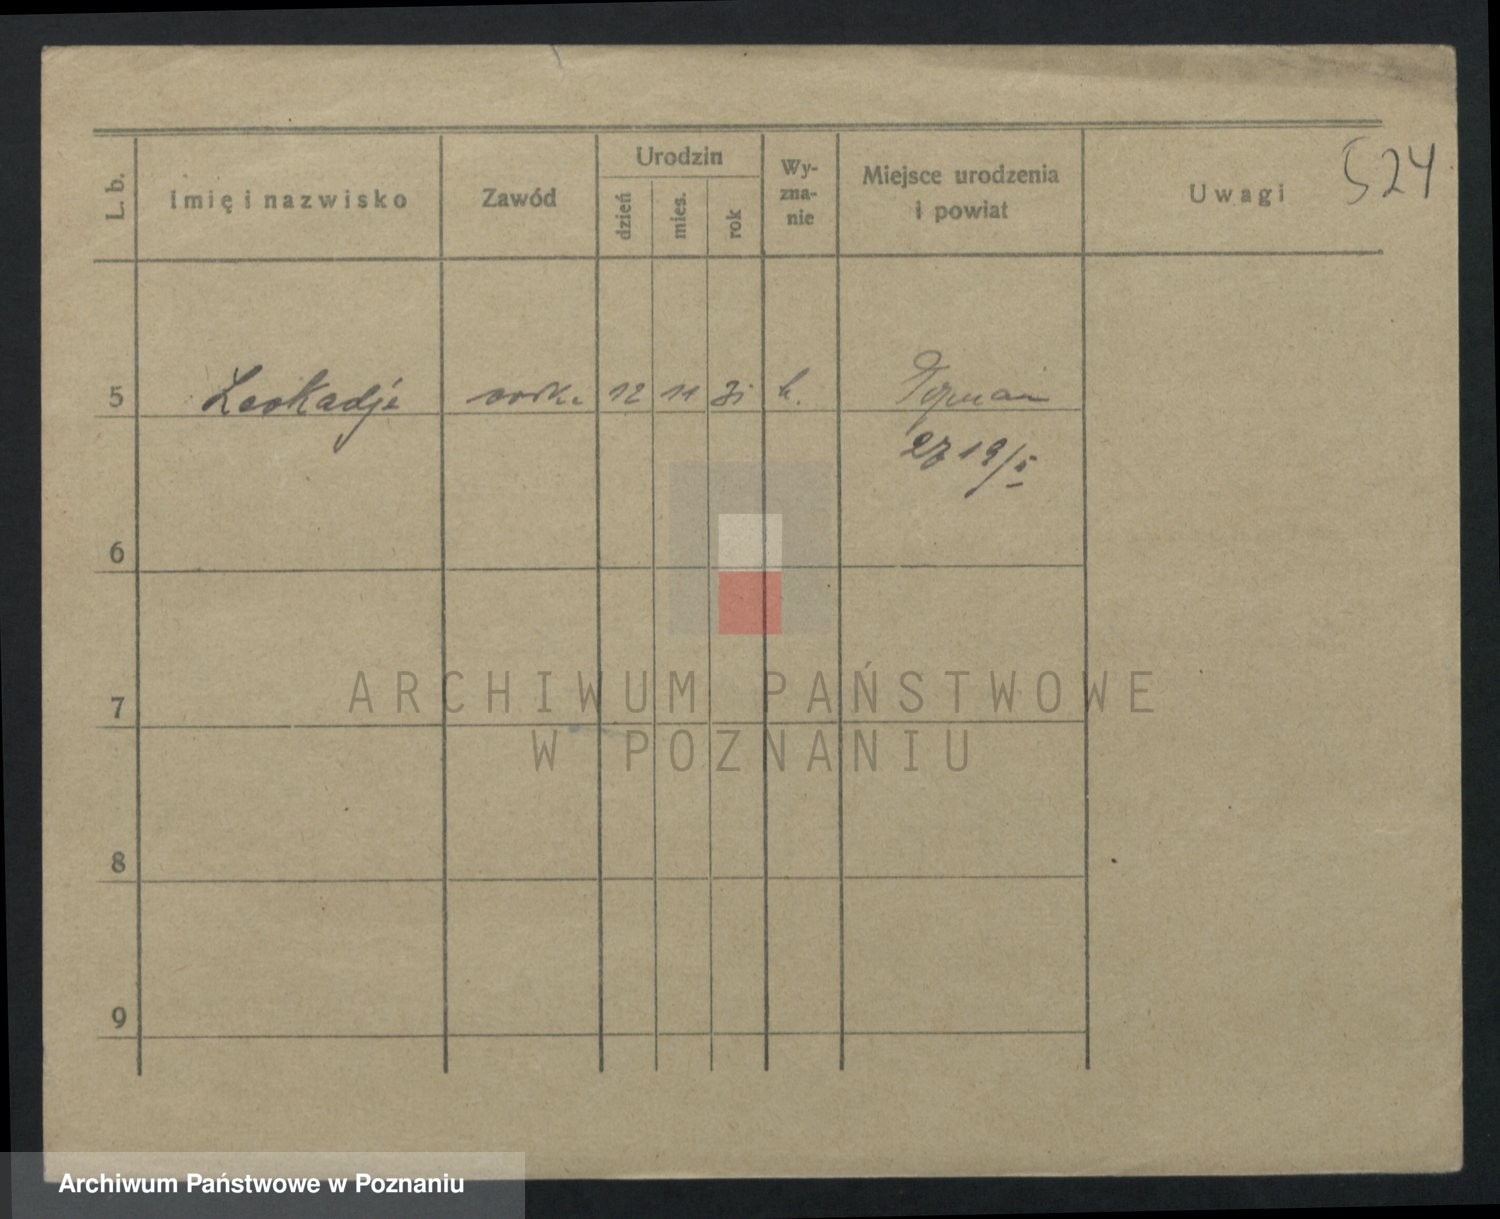 L. b.
Imię i nazwisko
Zawód
Urodzin
dzień
mies.
rok
Wy-
zna-
nie
Miejsce urodzenia
i powiat
Uwagi
524
5 Leokadja 12 11 31 k. Poznań
19/V
6
7
8
9
ARCHIWUM PAŃSTWOWE
W POZNANIU
Archiwum Państwowe w Poznaniu